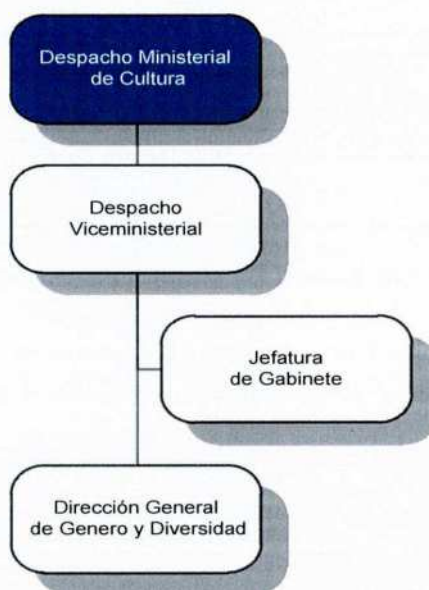 Despacho Ministerial
de Cultura
Despacho
Viceministerial
Jefatura
de Gabinete
Dirección General
de Genero y Diversidad